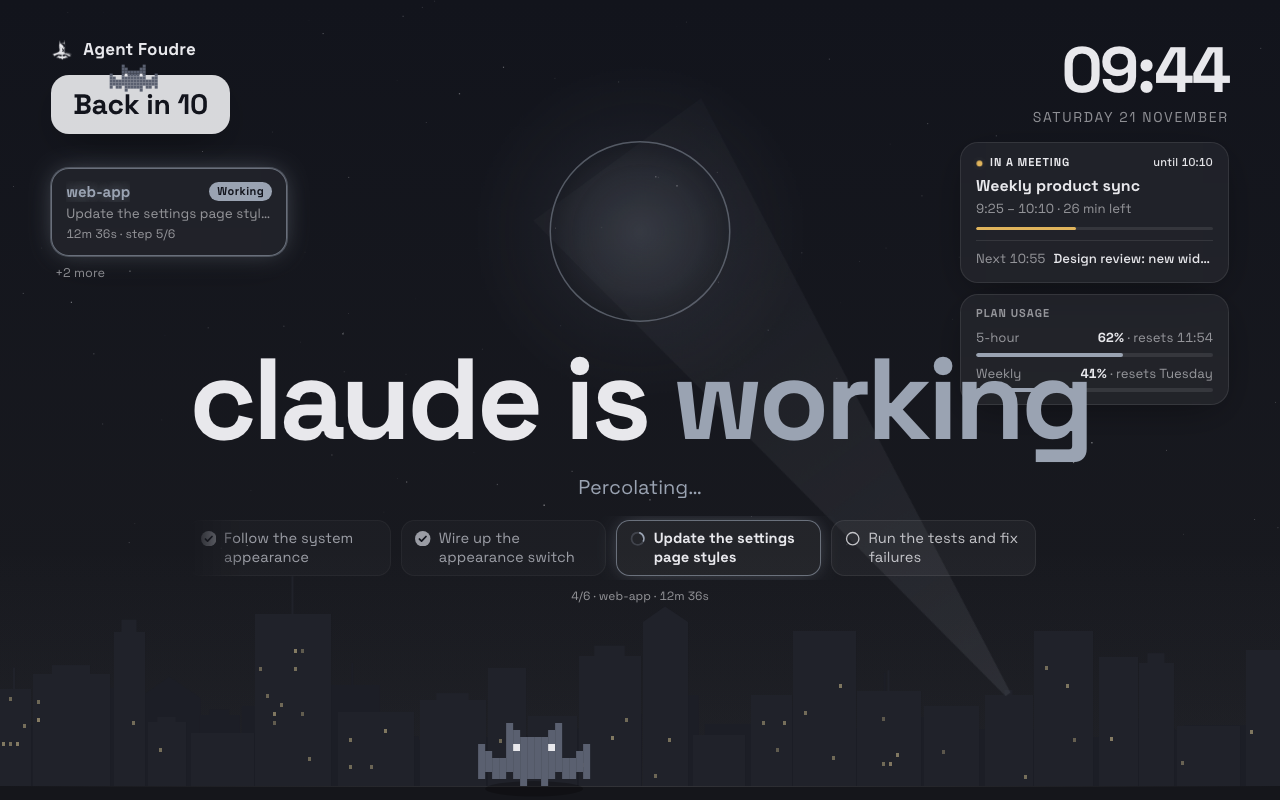 Agent Foudre
Back in 10
web-app Working
Update the settings page styl…
12m 36s · step 5/6
+2 more
09:44
SATURDAY 21 NOVEMBER
IN A MEETING until 10:10
Weekly product sync
9:25 – 10:10 · 26 min left
Next 10:55 Design review: new wid…
PLAN USAGE
5-hour 62% · resets 11:54
Weekly 41% · resets Tuesday
claude is working
Percolating…
Follow the system
appearance
Wire up the
appearance switch
Update the settings
page styles
Run the tests and fix
failures
4/6 · web-app · 12m 36s